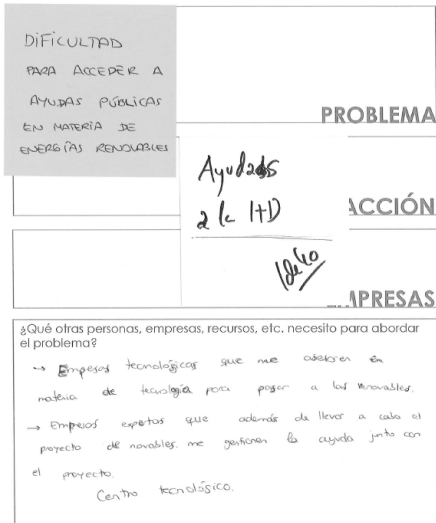 DIFICULTAD
PARA ACCEDER A
AYUDAS PÚBLICAS
EN MATERIA DE
ENERGÍAS RENOVABLES
PROBLEMA
Ayudas
a la I+D
ACCIÓN
Ideko
MPRESAS
¿Qué otras personas, empresas, recursos, etc. necesito para abordar
el problema?
→ Empresas tecnológicas que me asesoren en
materia de tecnología para pasar a las renovables.
→ Empresas expertas que además de llevar a cabo el
proyecto de novables. me gestionen la ayuda junto con
el proyecto.
Centro tecnológico.